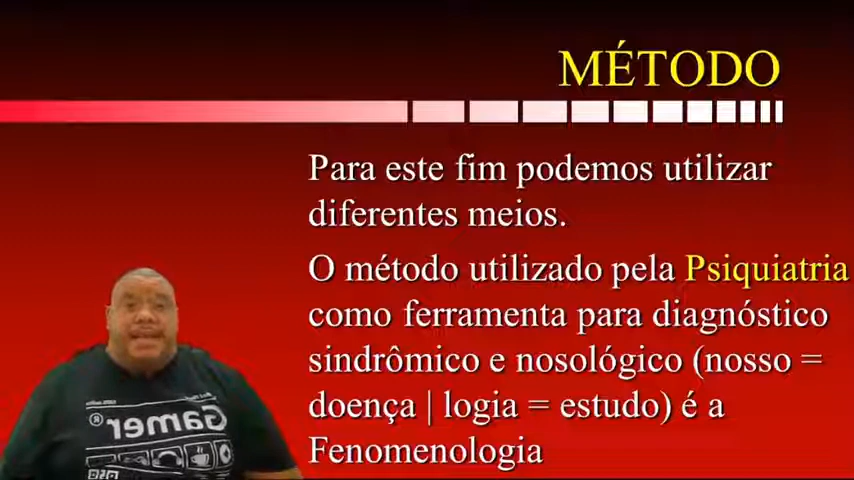 MÉTODO
Para este fim podemos utilizar
diferentes meios.
O método utilizado pela Psiquiatria
como ferramenta para diagnóstico
sindrômico e nosológico (nosso =
doença | logia = estudo) é a
Fenomenologia
Gamer®